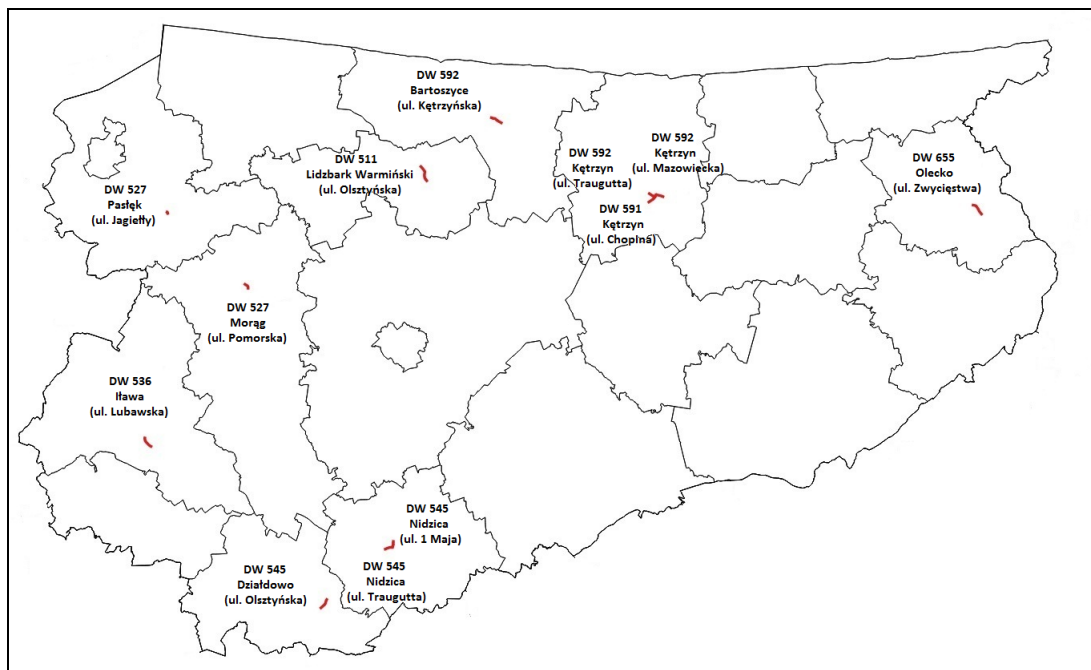 DW 592
Bartoszyce
(ul. Kętrzyńska)
DW 511
Lidzbark Warmiński
(ul. Olsztyńska)
DW 592
Kętrzyn
(ul. Traugutta)
DW 592
Kętrzyn
(ul. Mazowiecka)
DW 591
Kętrzyn
(ul. Chopina)
DW 655
Olecko
(ul. Zwycięstwa)
DW 527
Pasłęk
(ul. Jagiełły)
DW 527
Morąg
(ul. Pomorska)
DW 536
Iława
(ul. Lubawska)
DW 545
Nidzica
(ul. 1 Maja)
DW 545
Nidzica
(ul. Traugutta)
DW 545
Działdowo
(ul. Olsztyńska)